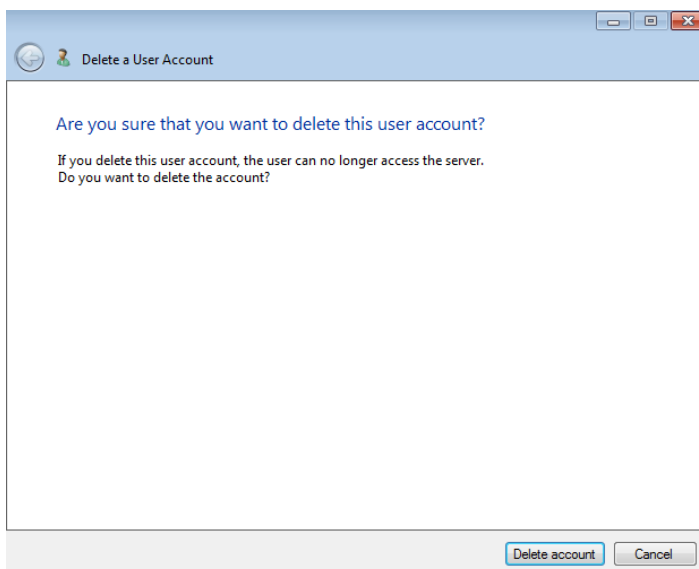 Delete a User Account
Are you sure that you want to delete this user account?
If you delete this user account, the user can no longer access the server.
Do you want to delete the account?
Delete account
Cancel